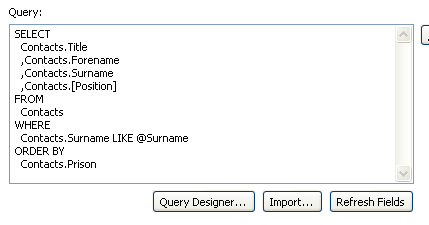 Query:
SELECT
Contacts.Title
,Contacts.Forename
,Contacts.Surname
,Contacts.[Position]
FROM
Contacts
WHERE
Contacts.Surname LIKE @Surname
ORDER BY
Contacts.Prison
Query Designer... Import... Refresh Fields